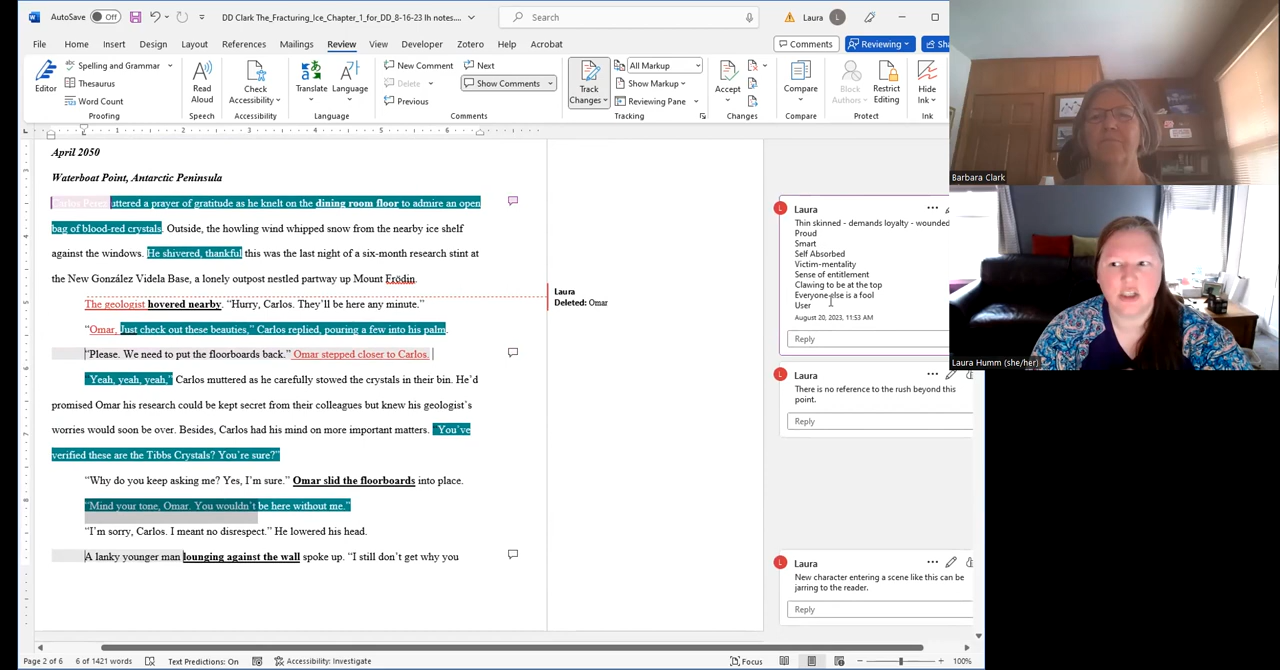 AutoSave Off DD Clark The_Fracturing_Ice_Chapter_1_for_DD_8-16-23 lh notes.... Search Laura L
File Home Insert Design Layout References Mailings Review View Developer Zotero Help Acrobat Comments Reviewing Sha
Editor
Spelling and Grammar
Thesaurus
Word Count
Proofing
Read Aloud
Speech
Check Accessibility
Accessibility
Translate
Language
Language
New Comment
Delete
Previous
Next
Show Comments
Comments
Track Changes
All Markup
Show Markup
Reviewing Pane
Tracking
Accept
Changes
Compare
Compare
Block Authors
Restrict Editing
Protect
Hide Ink
Ink
April 2050
Waterboat Point, Antarctic Peninsula
Carlos Perez uttered a prayer of gratitude as he knelt on the dining room floor to admire an open
bag of blood-red crystals. Outside, the howling wind whipped snow from the nearby ice shelf
against the windows. He shivered, thankful this was the last night of a six-month research stint at
the New González Videla Base, a lonely outpost nestled partway up Mount Frödin.
The geologist hovered nearby. “Hurry, Carlos. They’ll be here any minute.”
“Omar, Just check out these beauties,” Carlos replied, pouring a few into his palm.
“Please. We need to put the floorboards back.” Omar stepped closer to Carlos.
“Yeah, yeah, yeah,” Carlos muttered as he carefully stowed the crystals in their bin. He’d
promised Omar his research could be kept secret from their colleagues but knew his geologist’s
worries would soon be over. Besides, Carlos had his mind on more important matters. “You’ve
verified these are the Tibbs Crystals? You’re sure?”
“Why do you keep asking me? Yes, I’m sure.” Omar slid the floorboards into place.
“Mind your tone, Omar. You wouldn’t be here without me.”
“I’m sorry, Carlos. I meant no disrespect.” He lowered his head.
A lanky younger man lounging against the wall spoke up. “I still don’t get why you
Laura
Deleted: Omar
L Laura
Thin skinned - demands loyalty - wounded
Proud
Smart
Self Absorbed
Victim-mentality
Sense of entitlement
Clawing to be at the top
Everyone else is a fool
User
August 20, 2023, 11:53 AM
Reply
L Laura
There is no reference to the rush beyond this
point.
Reply
L Laura
New character entering a scene like this can be
jarring to the reader.
Reply
Barbara Clark
Laura Humm (she/her)
Page 2 of 6 6 of 1421 words Text Predictions: On Accessibility: Investigate Focus 100%